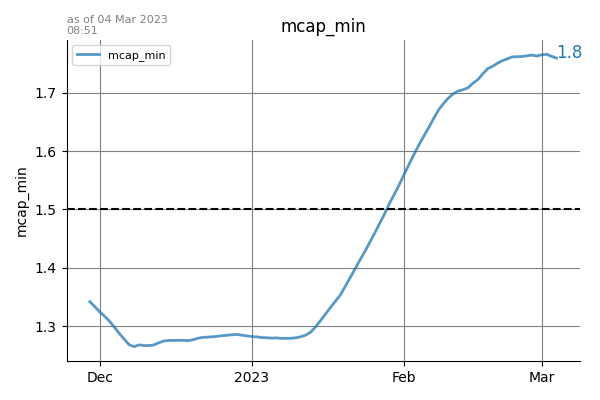 as of 04 Mar 2023
08:51
mcap_min
mcap_min
1.8
1.7
1.6
1.5
1.4
1.3
mcap_min
Dec
2023
Feb
Mar